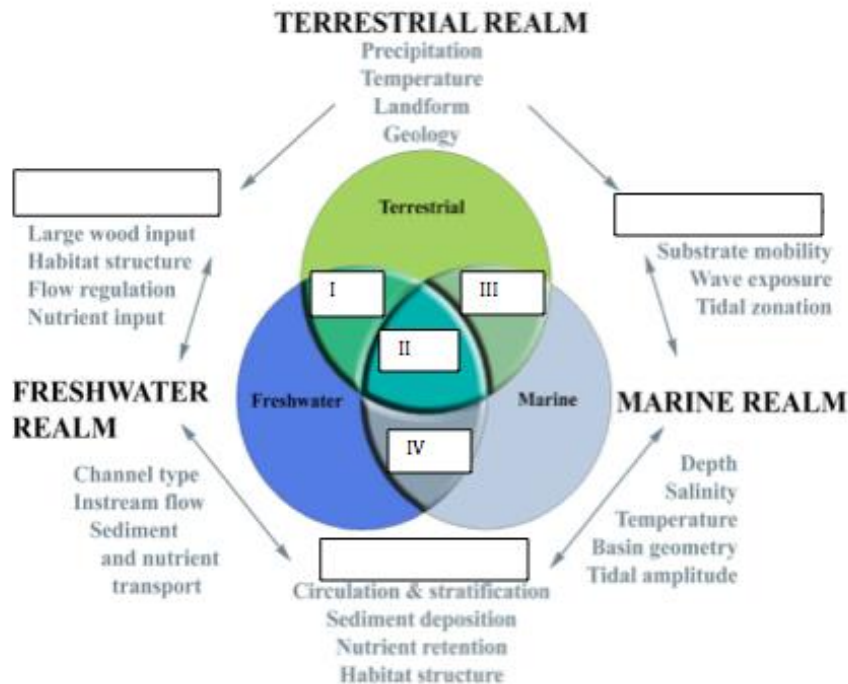 TERRESTRIAL REALM
Precipitation
Temperature
Landform
Geology
Terrestrial
Large wood input
Habitat structure
Flow regulation
Nutrient input
Substrate mobility
Wave exposure
Tidal zonation
I
III
II
FRESHWATER
REALM
Freshwater
Marine
MARINE REALM
IV
Channel type
Instream flow
Sediment
and nutrient
transport
Depth
Salinity
Temperature
Basin geometry
Tidal amplitude
Circulation & stratification
Sediment deposition
Nutrient retention
Habitat structure